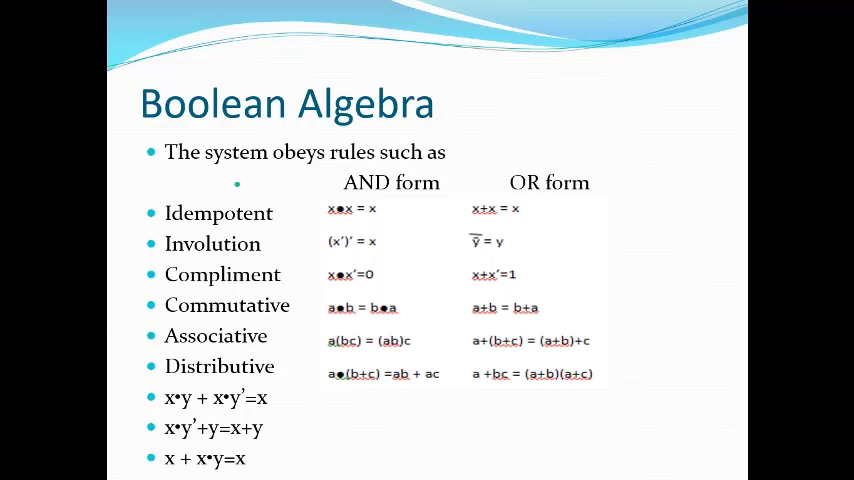 Boolean Algebra
• The system obeys rules such as
• AND form OR form
• Idempotent x●x = x x+x = x
• Involution (x’)’ = x y̿ = y
• Compliment x●x’=0 x+x’=1
• Commutative a●b = b●a a+b = b+a
• Associative a(bc) = (ab)c a+(b+c) = (a+b)+c
• Distributive a●(b+c) =ab + ac a +bc = (a+b)(a+c)
• x•y + x•y’=x
• x•y’+y=x+y
• x + x•y=x